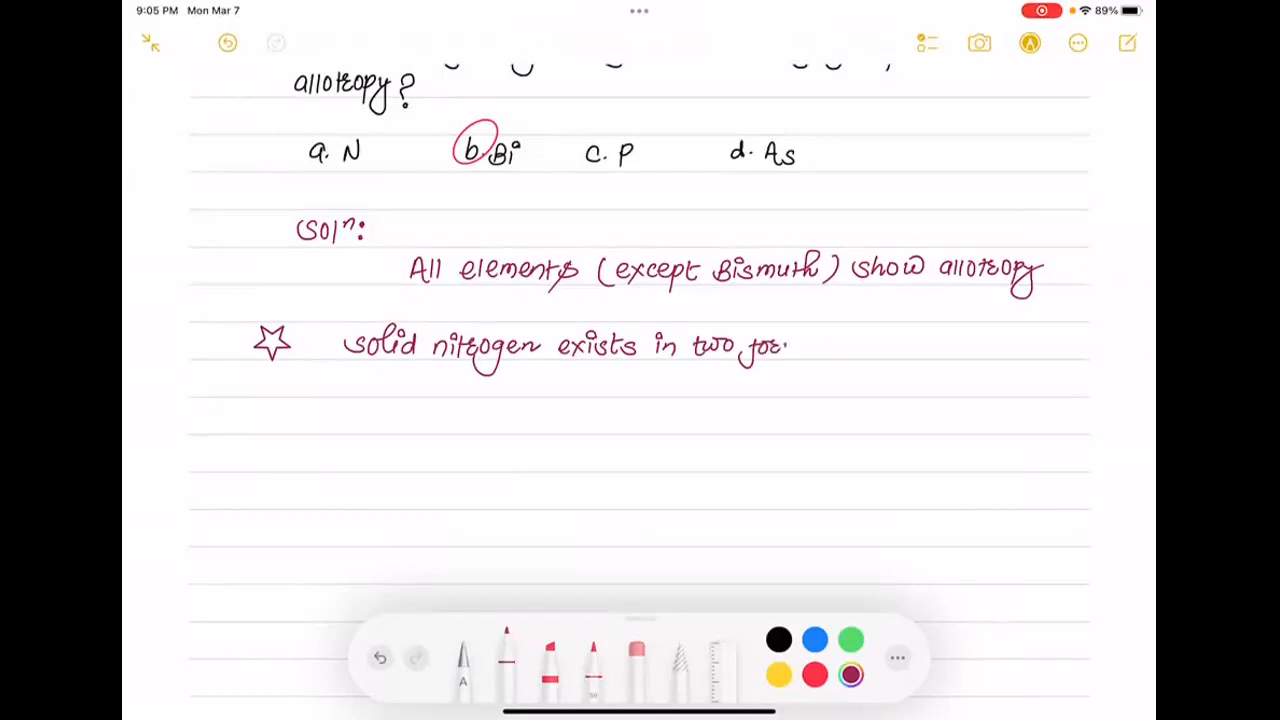 9:05 PM Mon Mar 7 89%
allotropy?
a. N b. Bi c. P d. As
Solⁿ:
All elements (except Bismuth) show allotropy
solid nitrogen exists in two for
A
50